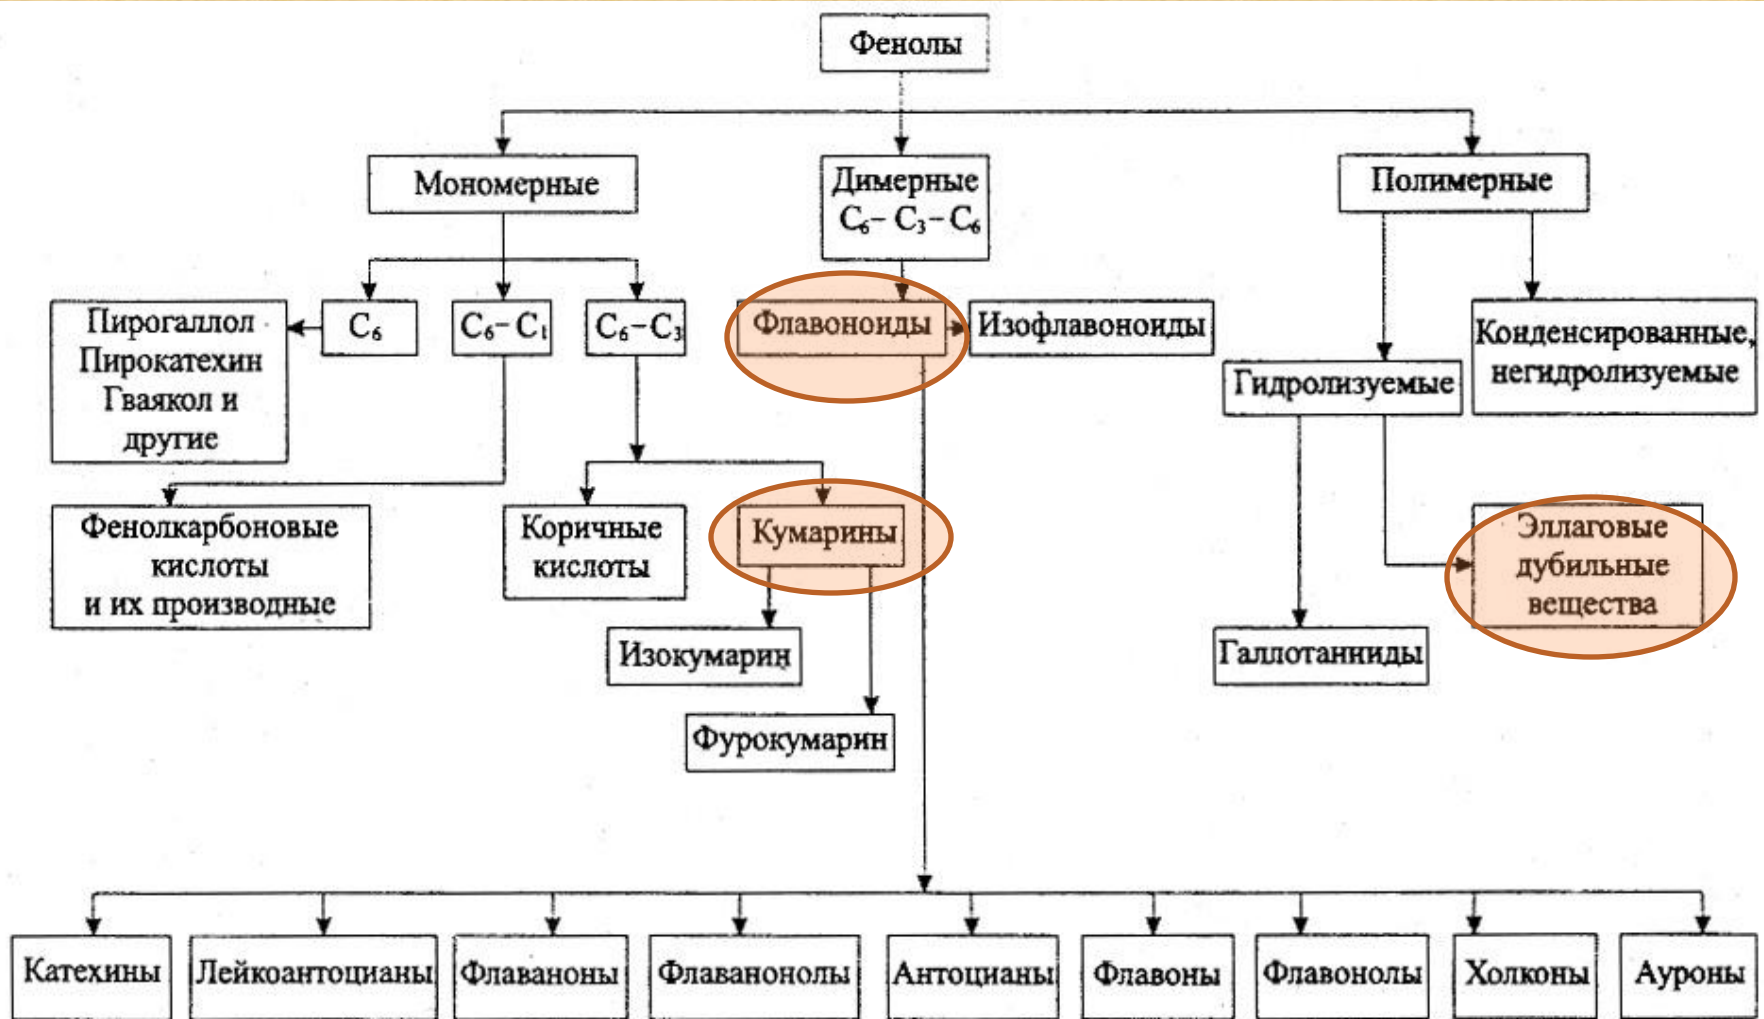 Фенолы
Мономерные
Димерные
C₆– C₃–C₆
Полимерные
Пирогаллол
Пирокатехин
Гваякол и
другие
C₆
C₆– C₁
C₆–C₃
Флавоноиды
Изофлавоноиды
Гидролизуемые
Конденсированные,
негидролизуемые
Фенолкарбоновые
кислоты
и их производные
Коричные
кислоты
Кумарины
Эллаговые
дубильные
вещества
Изокумарин
Галлотанниды
Фурокумарин
Катехины
Лейкоантоцианы
Флаваноны
Флаванонолы
Антоцианы
Флавоны
Флавонолы
Холконы
Ауроны